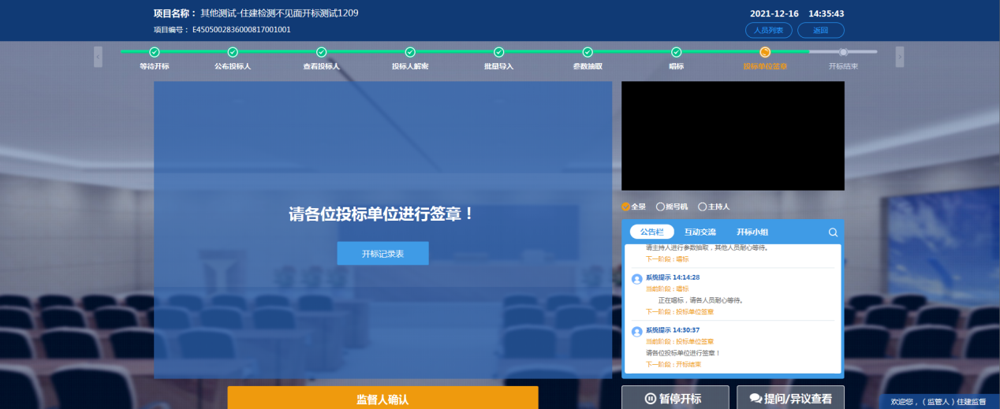 项目名称： 其他测试-住建检测不见面开标测试1209
2021-12-16 14:35:43
项目编号： E4505002836000817001001
人员列表 返回
等待开标 公布投标人 查看投标人 投标人解密 批量导入 参数抽取 唱标 投标单位签章 开标结束
请各位投标单位进行签章！
开标记录表
全景 摇号机 主持人
公告栏 互动交流 开标小组
请主持人进行参数抽取，其他人员耐心等待。
下一阶段：唱标
系统提示 14:14:28
当前阶段：唱标
正在唱标，请各人员耐心等待。
下一阶段：投标单位签章
系统提示 14:30:37
当前阶段：投标单位签章
请各位投标单位进行签章！
下一阶段：开标结束
监督人确认
暂停开标 提问/异议查看
欢迎您，（监管人）住建监督